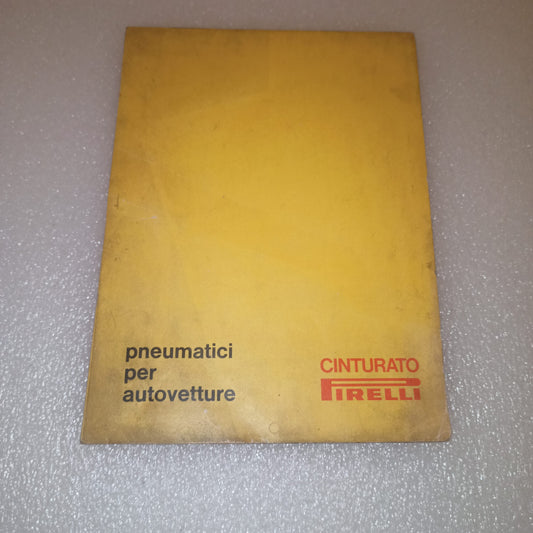 pneumatici
per
autovetture
CINTURATO
PIRELLI